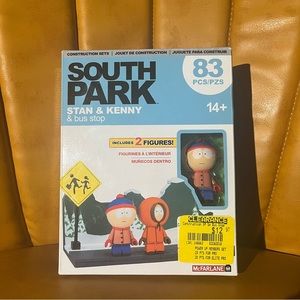 CONSTRUCTION SETS | JOUET DE CONSTRUCTION | JUGUETE PARA CONSTRUIR
SOUTH
PARK
83
PCS/PZS
STAN & KENNY
& bus stop
14+
INCLUDES 2 FIGURES!
FIGURINES À L'INTÉRIEUR
MUÑECOS DENTRO
CLEARANCE
$12
McFARLANE